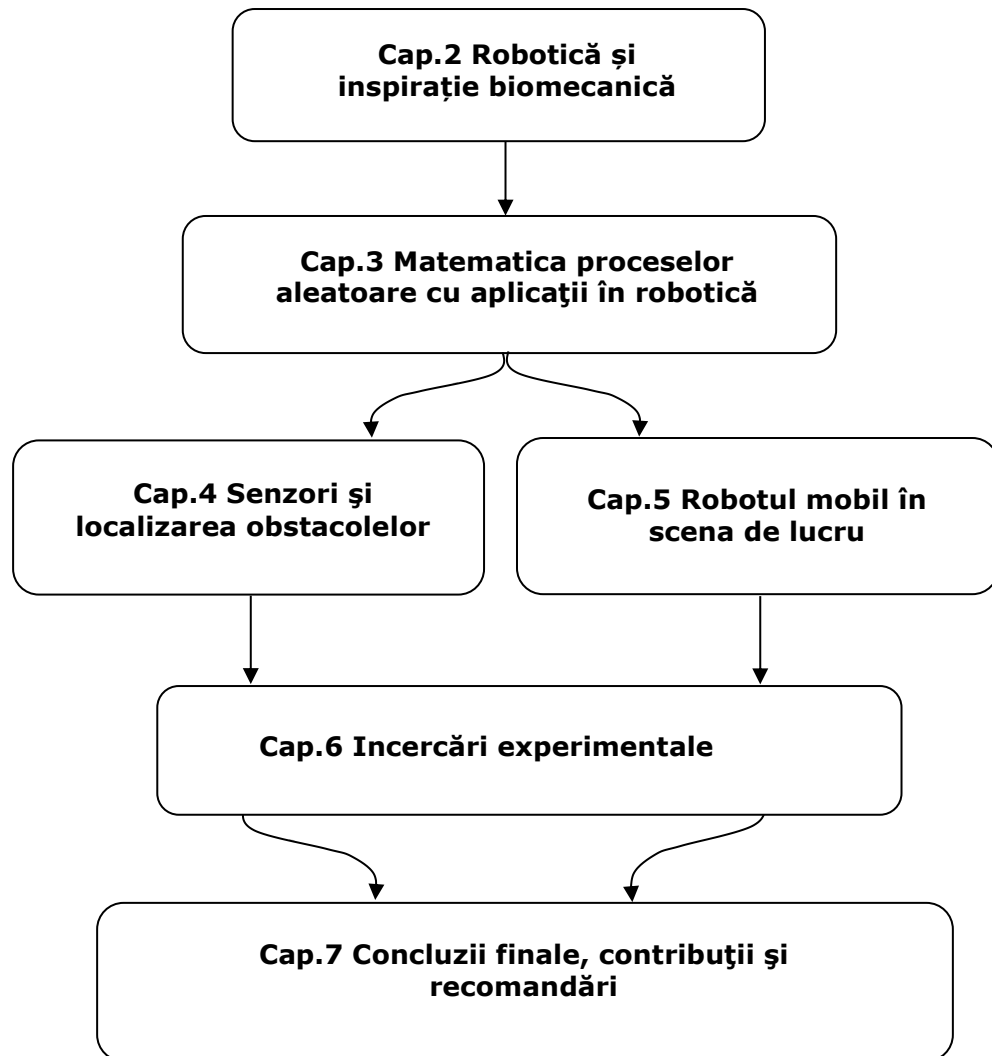 Cap.2 Robotică și
inspirație biomecanică
Cap.3 Matematica proceselor
aleatoare cu aplicaţii în robotică
Cap.4 Senzori şi
localizarea obstacolelor
Cap.5 Robotul mobil în
scena de lucru
Cap.6 Incercări experimentale
Cap.7 Concluzii finale, contribuţii şi
recomandări